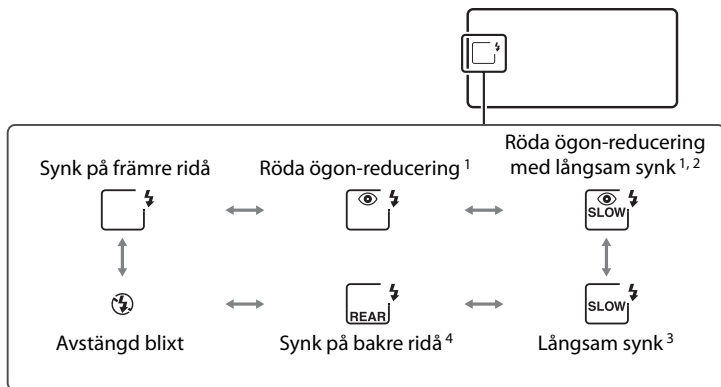 Röda ögon-reducering
med långsam synk 1, 2
Synk på främre ridå
Röda ögon-reducering 1
SLOW
REAR
SLOW
Avstängd blixt
Synk på bakre ridå 4
Långsam synk 3